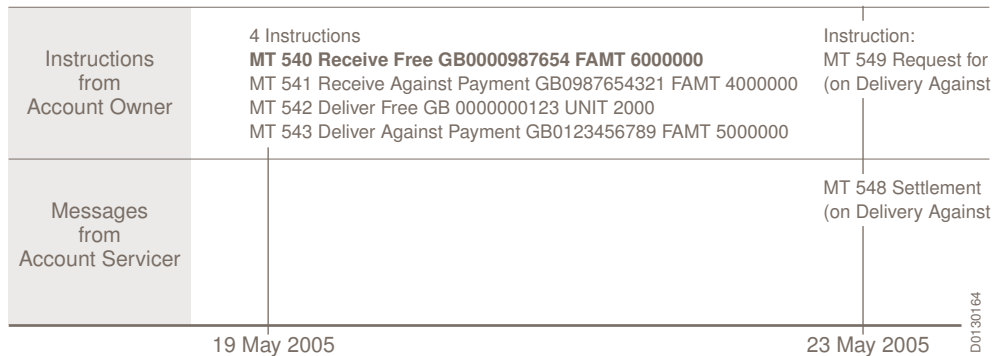 Instructions
from
Account Owner
4 Instructions
MT 540 Receive Free GB0000987654 FAMT 6000000
MT 541 Receive Against Payment GB0987654321 FAMT 4000000
MT 542 Deliver Free GB 0000000123 UNIT 2000
MT 543 Deliver Against Payment GB0123456789 FAMT 5000000
Instruction:
MT 549 Request for
(on Delivery Against
Messages
from
Account Servicer
MT 548 Settlement
(on Delivery Against
19 May 2005
23 May 2005
D0130164